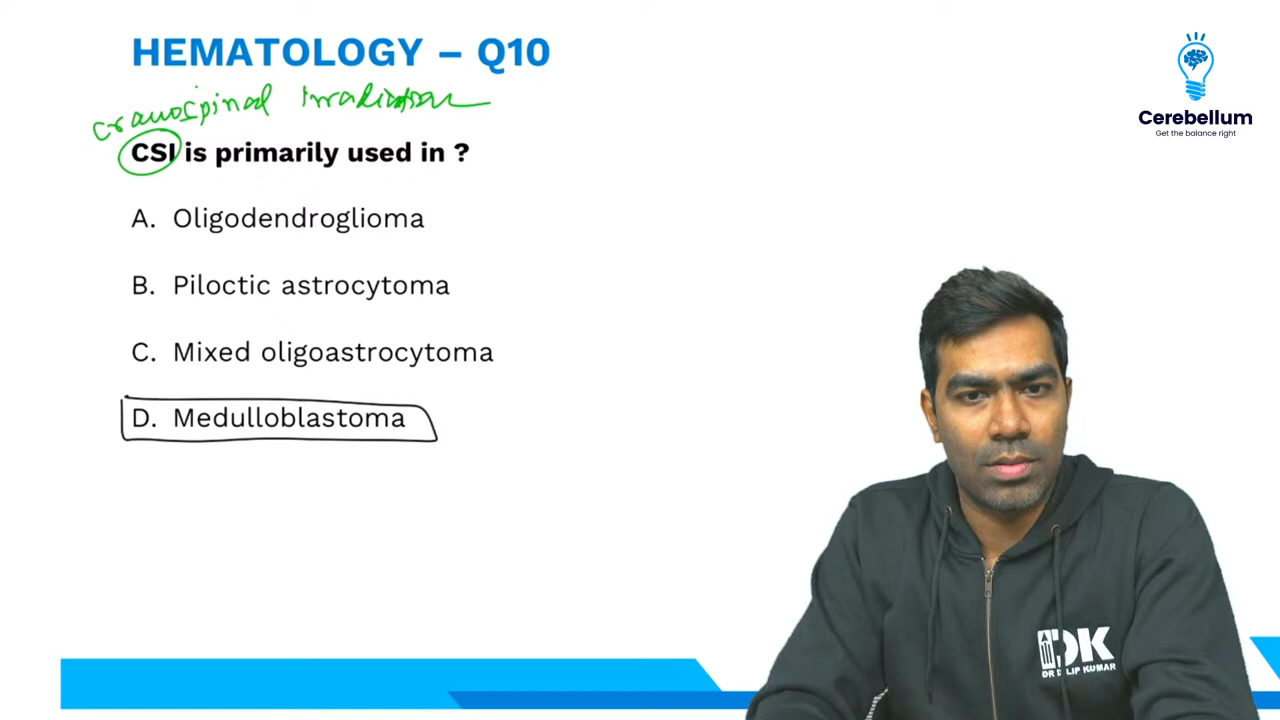 HEMATOLOGY – Q10
Cerebellum
Get the balance right
craniospinal Irradiation
CSI is primarily used in ?
A. Oligodendroglioma
B. Piloctic astrocytoma
C. Mixed oligoastrocytoma
D. Medulloblastoma
DK